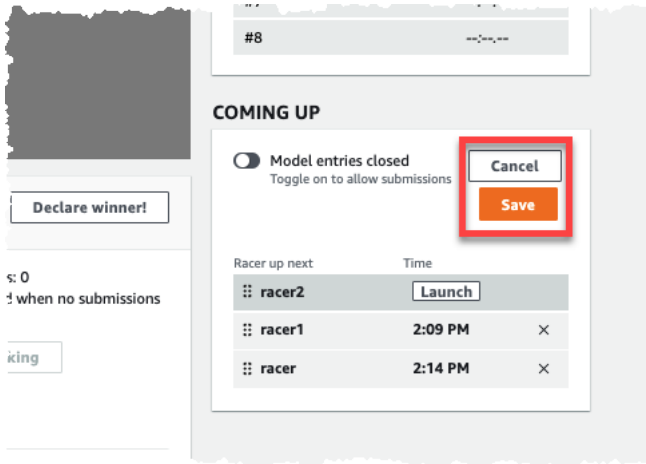 #8 --:--.--
COMING UP
Model entries closed
Toggle on to allow submissions
Cancel
Save
Declare winner!
s: 0
when no submissions
king
Racer up next Time
racer2 Launch
racer1 2:09 PM ×
racer 2:14 PM ×